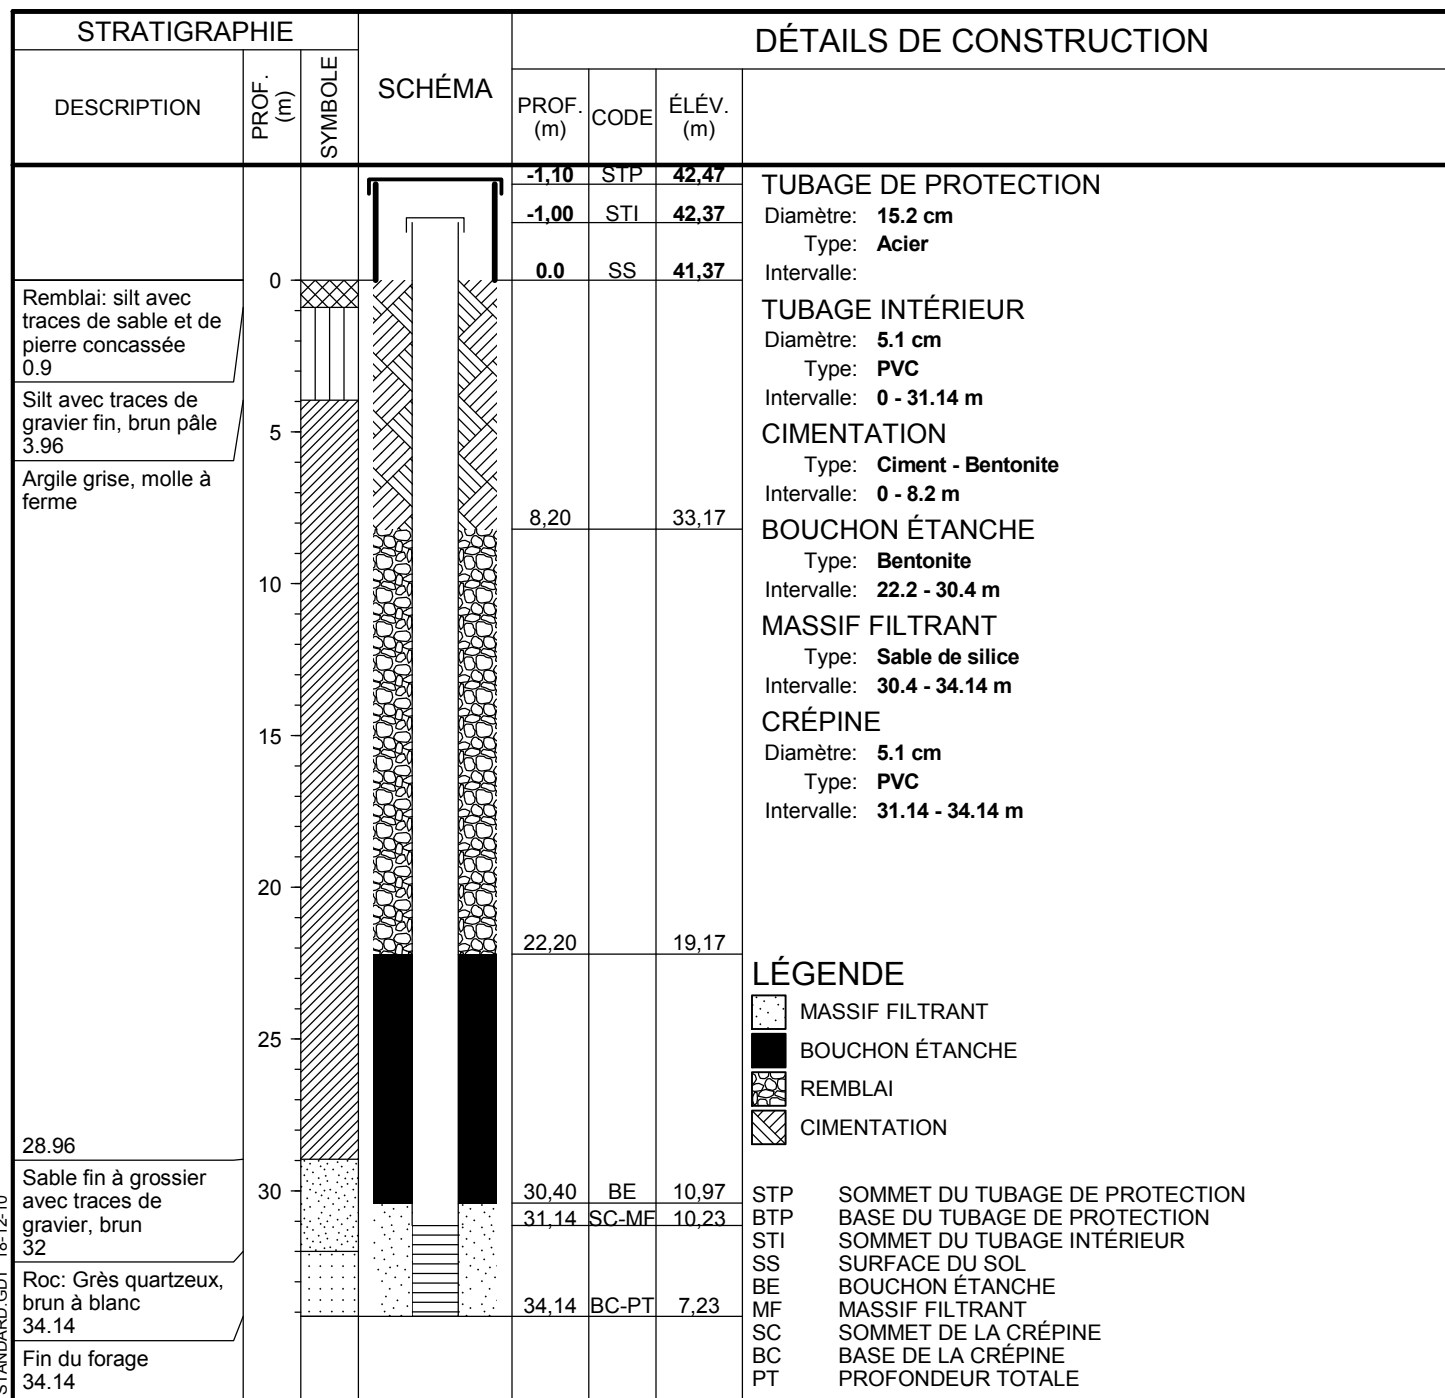 STRATIGRAPHIE
DESCRIPTION
PROF. (m)
SYMBOLE
SCHÉMA
DÉTAILS DE CONSTRUCTION
PROF. (m)
CODE
ÉLÉV. (m)
-1,10 STP 42,47
-1,00 STI 42,37
0.0 SS 41,37
8,20 33,17
22,20 19,17
30,40 BE 10,97
31,14 SC-MF 10,23
34,14 BC-PT 7,23
0
5
10
15
20
25
30
Remblai: silt avec
traces de sable et de
pierre concassée
0.9
Silt avec traces de
gravier fin, brun pâle
3.96
Argile grise, molle à
ferme
28.96
Sable fin à grossier
avec traces de
gravier, brun
32
Roc: Grès quartzeux,
brun à blanc
34.14
Fin du forage
34.14
TUBAGE DE PROTECTION
Diamètre: 15.2 cm
Type: Acier
Intervalle:
TUBAGE INTÉRIEUR
Diamètre: 5.1 cm
Type: PVC
Intervalle: 0 - 31.14 m
CIMENTATION
Type: Ciment - Bentonite
Intervalle: 0 - 8.2 m
BOUCHON ÉTANCHE
Type: Bentonite
Intervalle: 22.2 - 30.4 m
MASSIF FILTRANT
Type: Sable de silice
Intervalle: 30.4 - 34.14 m
CRÉPINE
Diamètre: 5.1 cm
Type: PVC
Intervalle: 31.14 - 34.14 m
LÉGENDE
MASSIF FILTRANT
BOUCHON ÉTANCHE
REMBLAI
CIMENTATION
STP SOMMET DU TUBAGE DE PROTECTION
BTP BASE DU TUBAGE DE PROTECTION
STI SOMMET DU TUBAGE INTÉRIEUR
SS SURFACE DU SOL
BE BOUCHON ÉTANCHE
MF MASSIF FILTRANT
SC SOMMET DE LA CRÉPINE
BC BASE DE LA CRÉPINE
PT PROFONDEUR TOTALE
STANDARD.GDT 18-12-10